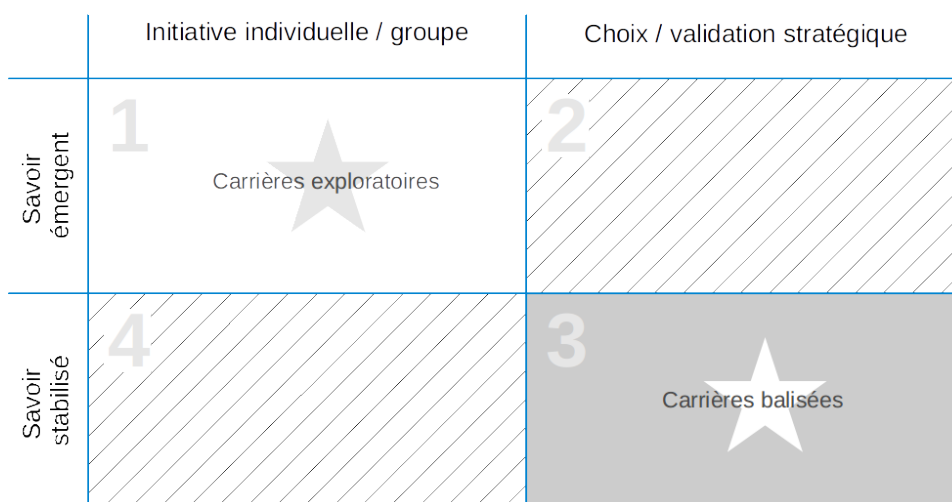 Initiative individuelle / groupe
Choix / validation stratégique
Savoir
émergent
1
Carrières exploratoires
2
Savoir
stabilisé
4
3
Carrières balisées